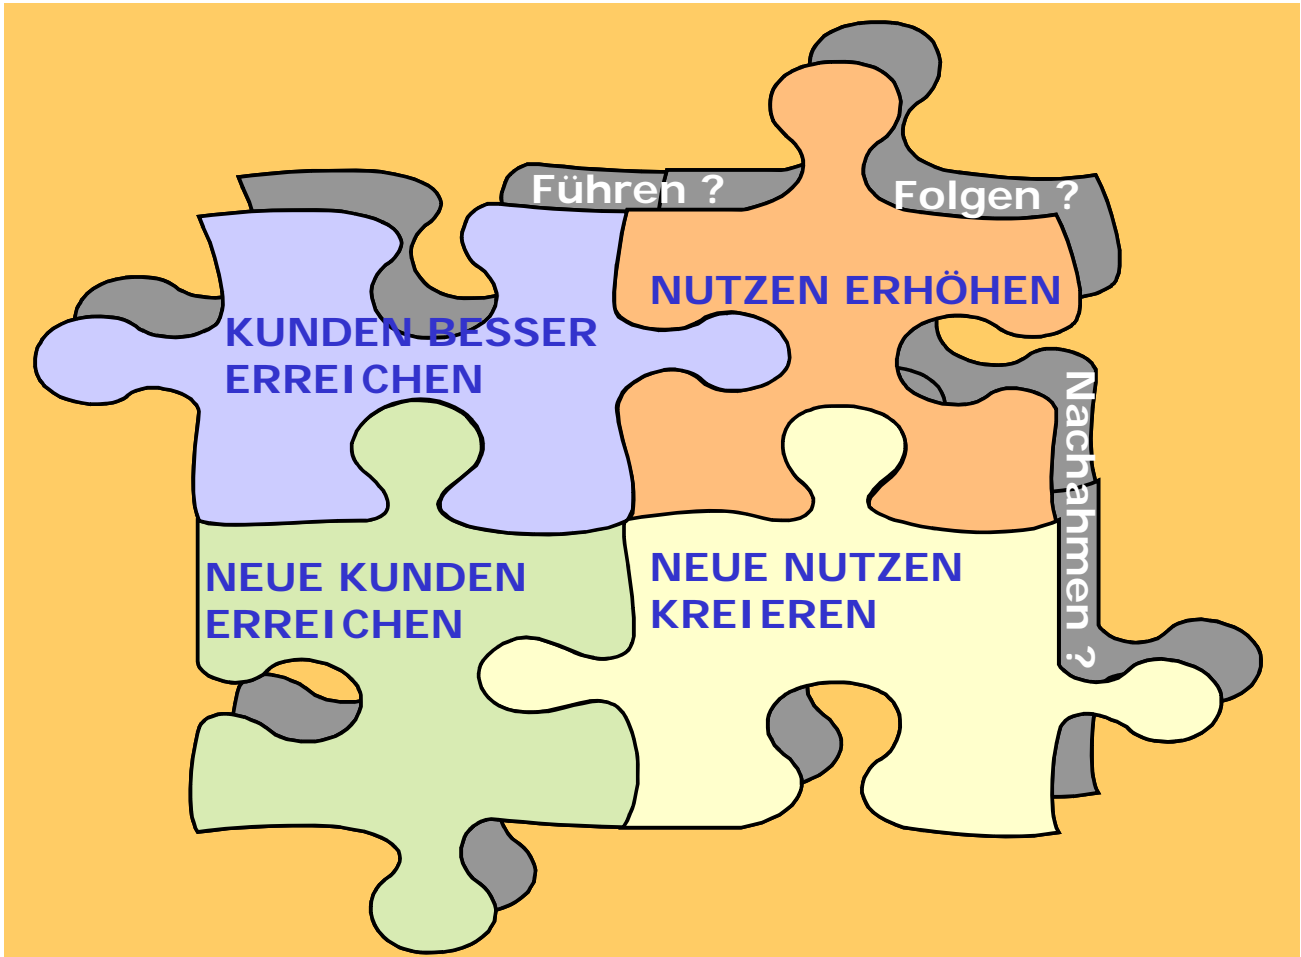 Führen ?
Folgen ?
NUTZEN ERHÖHEN
KUNDEN BESSER
ERREICHEN
Nachahmen ?
NEUE KUNDEN
ERREICHEN
NEUE NUTZEN
KREIEREN